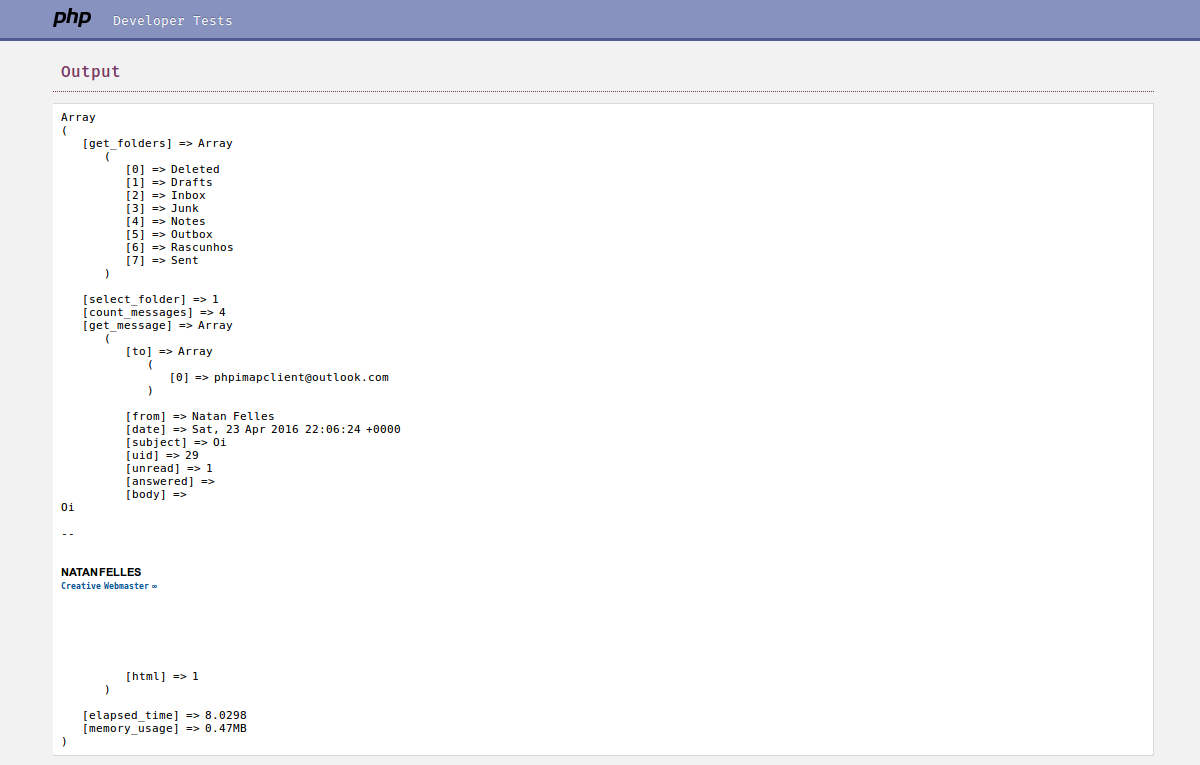 php Developer Tests
Output
Array
(
[get_folders] => Array
(
[0] => Deleted
[1] => Drafts
[2] => Inbox
[3] => Junk
[4] => Notes
[5] => Outbox
[6] => Rascunhos
[7] => Sent
)
[select_folder] => 1
[count_messages] => 4
[get_message] => Array
(
[to] => Array
(
[0] => phpimapclient@outlook.com
)
[from] => Natan Felles
[date] => Sat, 23 Apr 2016 22:06:24 +0000
[subject] => Oi
[uid] => 29
[unread] => 1
[answered] =>
[body] =>
Oi
--
NATAN FELLES
Creative Webmaster ∞
[html] => 1
)
[elapsed_time] => 8.0298
[memory_usage] => 0.47MB
)